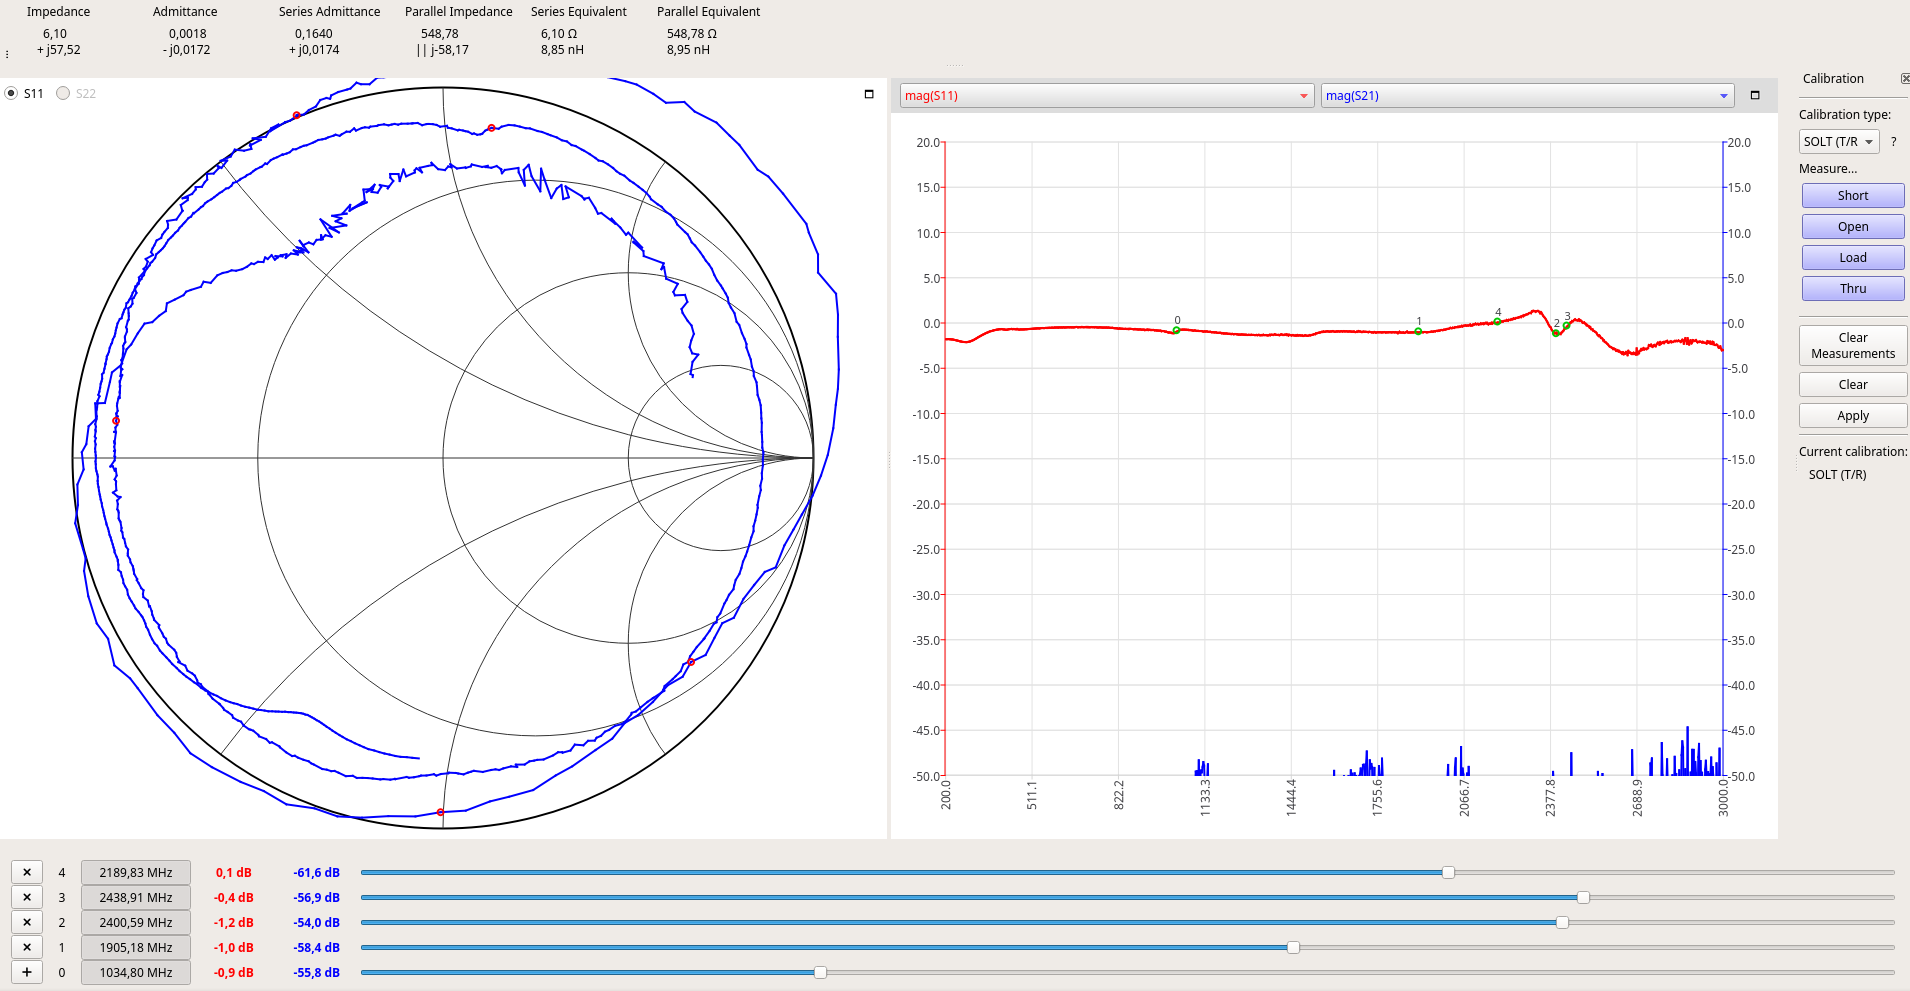 Impedance Admittance Series Admittance Parallel Impedance Series Equivalent Parallel Equivalent
6,10 0,0018 0,1640 548,78 6,10 Ω 548,78 Ω
+ j57,52 - j0,0172 + j0,0174 || j-58,17 8,85 nH 8,95 nH
S11 S22
mag(S11) mag(S21)
20.0 20.0
15.0 15.0
10.0 10.0
5.0 5.0
0.0 0.0
-5.0 -5.0
-10.0 -10.0
-15.0 -15.0
-20.0 -20.0
-25.0 -25.0
-30.0 -30.0
-35.0 -35.0
-40.0 -40.0
-45.0 -45.0
-50.0 -50.0
0 1 4 2 3
200.0 511.1 822.2 1133.3 1444.4 1755.6 2066.7 2377.8 2688.9 3000.0
Calibration
Calibration type:
SOLT (T/R ?
Measure...
Short
Open
Load
Thru
Clear
Measurements
Clear
Apply
Current calibration:
SOLT (T/R)
× 4 2189,83 MHz 0,1 dB -61,6 dB
× 3 2438,91 MHz -0,4 dB -56,9 dB
× 2 2400,59 MHz -1,2 dB -54,0 dB
× 1 1905,18 MHz -1,0 dB -58,4 dB
+ 0 1034,80 MHz -0,9 dB -55,8 dB